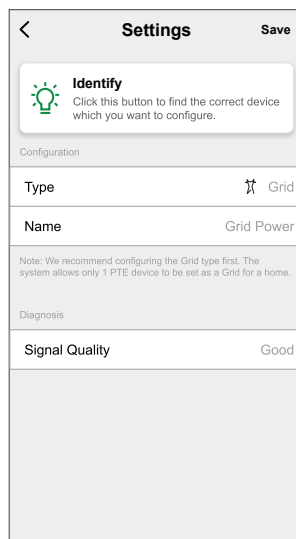 Settings Save
Identify
Click this button to find the correct device
which you want to configure.
Configuration
Type Grid
Name Grid Power
Note: We recommend configuring the Grid type first. The
system allows only 1 PTE device to be set as a Grid for a home.
Diagnosis
Signal Quality Good